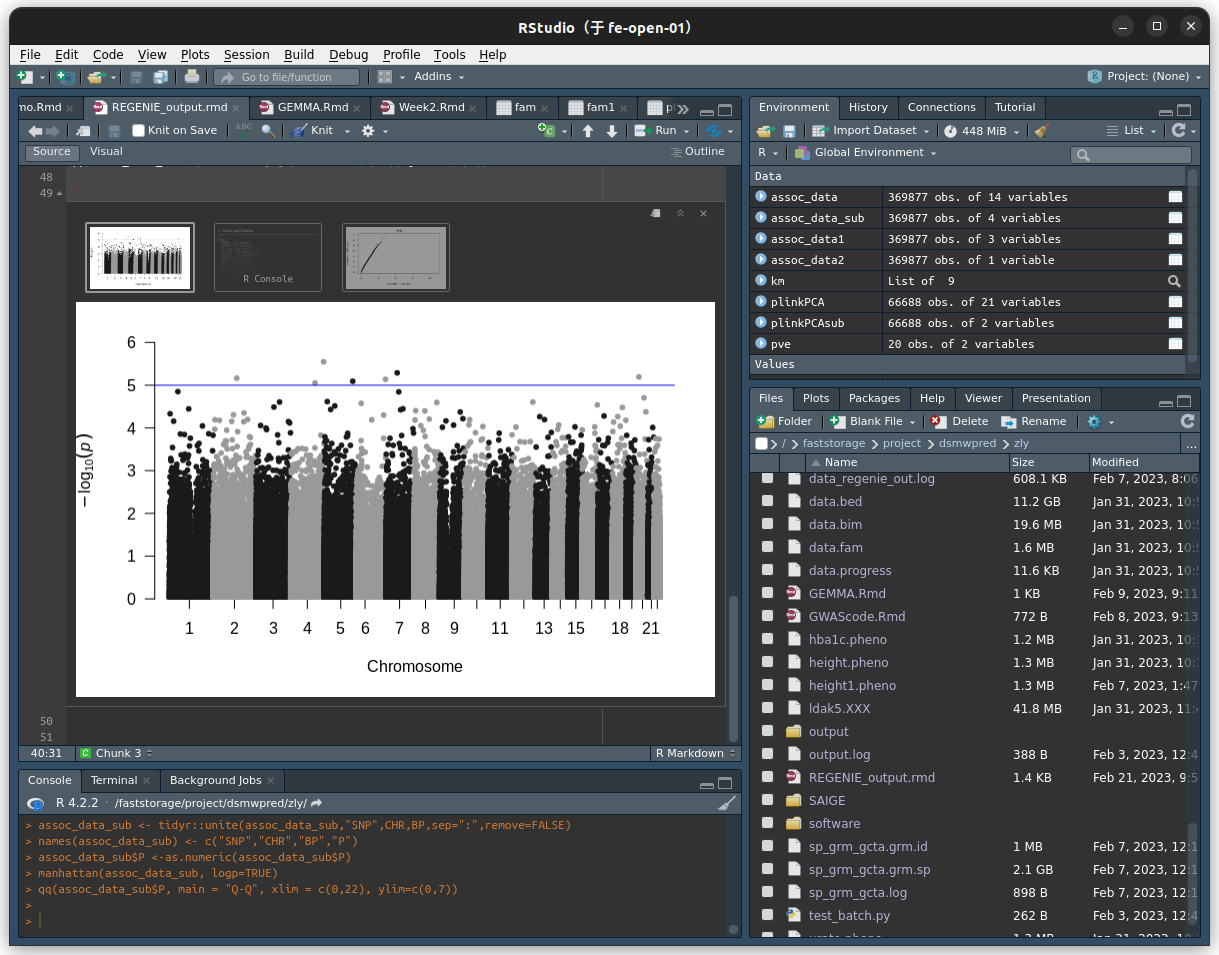 RStudio（于 fe-open-01）
File Edit Code View Plots Session Build Debug Profile Tools Help
Go to file/function Addins Project: (None)
mo.Rmd REGENIE_output.rmd GEMMA.Rmd Week2.Rmd fam fam1
Knit on Save ABC Knit Run
Source Visual Outline
48
49
R Console
6
5
4
3
2
1
0
−log10(p)
1 2 3 4 5 6 7 8 9 11 13 15 18 21
Chromosome
50
51
40:31 C Chunk 3 R Markdown
Console Terminal Background Jobs
R 4.2.2 · /faststorage/project/dsmwpred/zly/
> assoc_data_sub <- tidyr::unite(assoc_data_sub,"SNP",CHR,BP,sep=":",remove=FALSE)
> names(assoc_data_sub) <- c("SNP","CHR","BP","P")
> assoc_data_sub$P <-as.numeric(assoc_data_sub$P)
> manhattan(assoc_data_sub, logp=TRUE)
> qq(assoc_data_sub$P, main = "Q-Q", xlim = c(0,22), ylim=c(0,7))
>
>
Environment History Connections Tutorial
Import Dataset 448 MiB List
R Global Environment
Data
assoc_data 369877 obs. of 14 variables
assoc_data_sub 369877 obs. of 4 variables
assoc_data1 369877 obs. of 3 variables
assoc_data2 369877 obs. of 1 variable
km List of  9
plinkPCA 66688 obs. of 21 variables
plinkPCAsub 66688 obs. of 2 variables
pve 20 obs. of 2 variables
Values
Files Plots Packages Help Viewer Presentation
Folder Blank File Delete Rename
/ faststorage project dsmwpred zly ...
Name Size Modified
data_regenie_out.log 608.1 KB Feb 7, 2023, 8:06
data.bed 11.2 GB Jan 31, 2023, 10:
data.bim 19.6 MB Jan 31, 2023, 10:
data.fam 1.6 MB Jan 31, 2023, 10:
data.progress 11.6 KB Jan 31, 2023, 10:
GEMMA.Rmd 1 KB Feb 9, 2023, 9:11
GWAScode.Rmd 772 B Feb 8, 2023, 9:13
hba1c.pheno 1.2 MB Jan 31, 2023, 10:
height.pheno 1.3 MB Jan 31, 2023, 10:
height1.pheno 1.3 MB Feb 7, 2023, 1:47
ldak5.XXX 41.8 MB Jan 31, 2023, 11:
output
output.log 388 B Feb 3, 2023, 12:4
REGENIE_output.rmd 1.4 KB Feb 21, 2023, 9:5
SAIGE
software
sp_grm_gcta.grm.id 1 MB Feb 7, 2023, 12:1
sp_grm_gcta.grm.sp 2.1 GB Feb 7, 2023, 12:1
sp_grm_gcta.log 898 B Feb 7, 2023, 12:1
test_batch.py 262 B Feb 3, 2023, 12:4